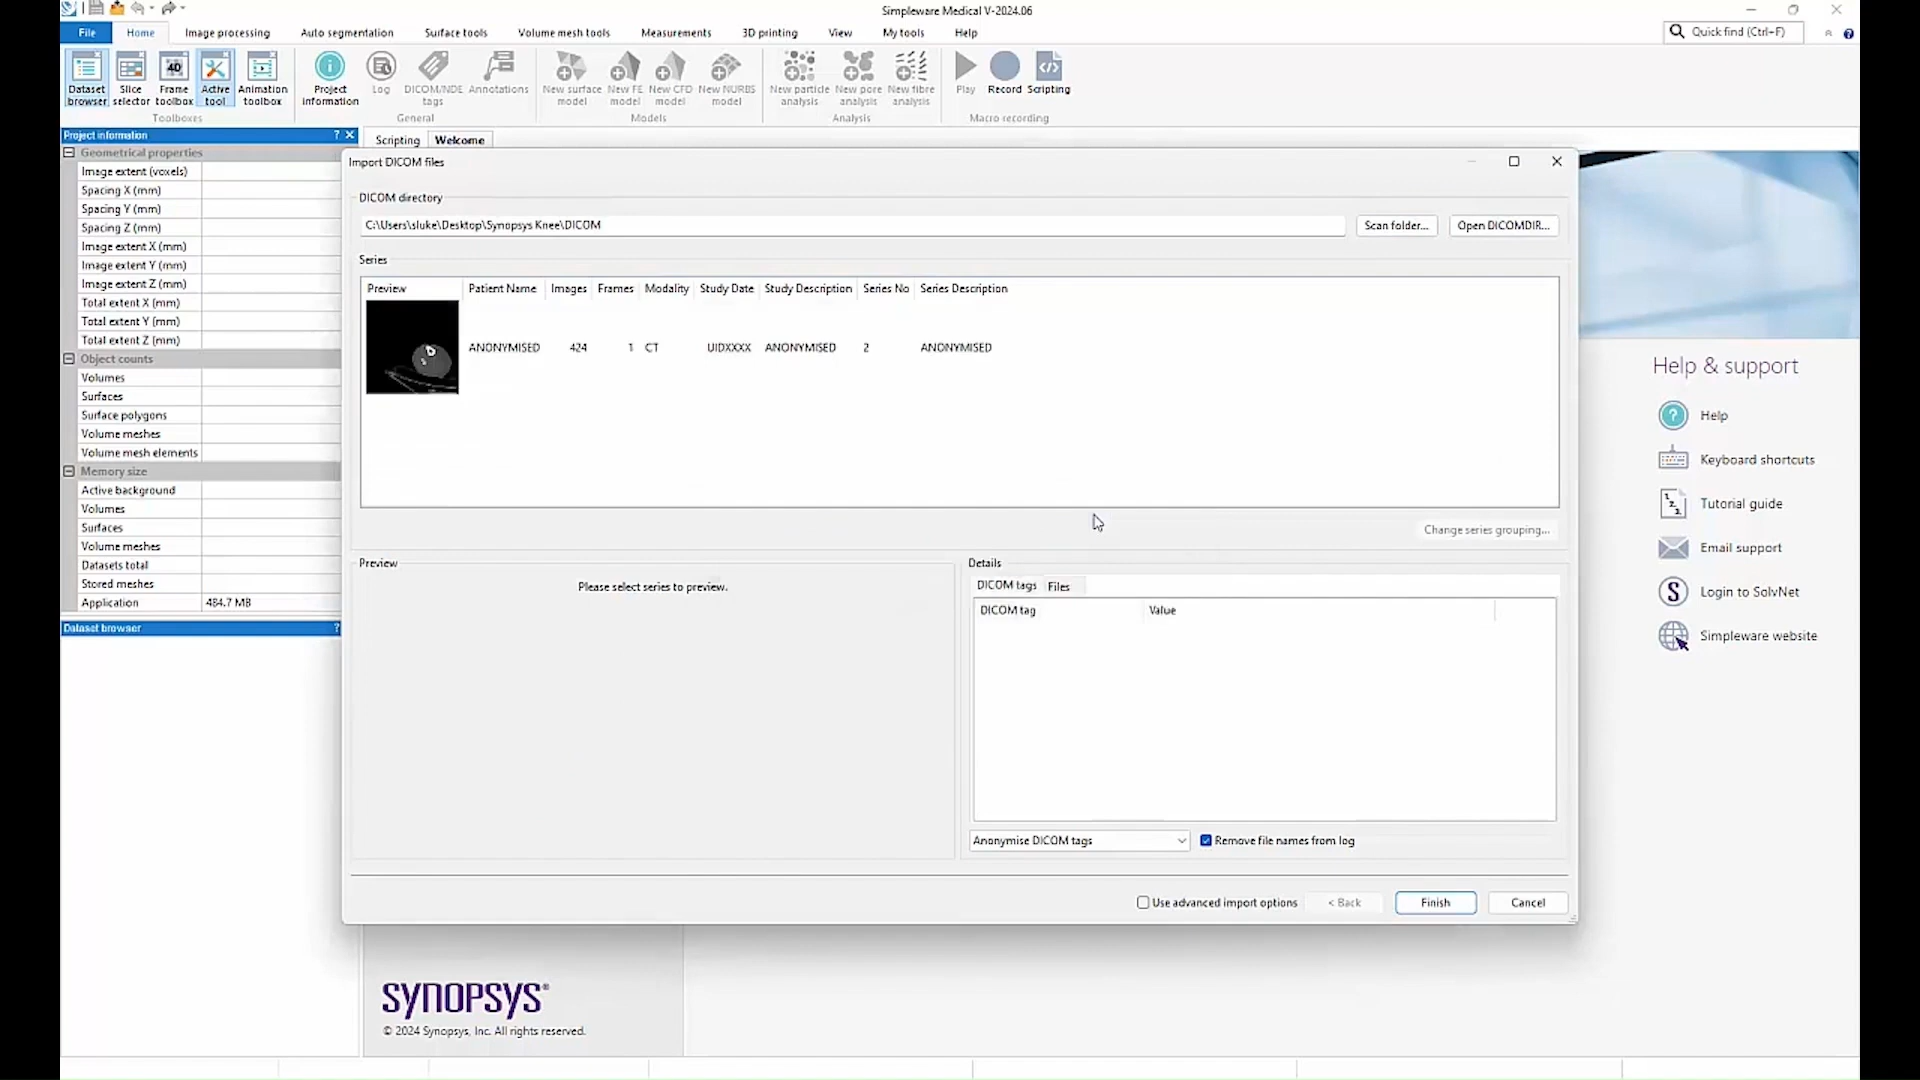 Simpleware Medical V-2024.06
File Home Image processing Auto segmentation Surface tools Volume mesh tools Measurements 3D printing View My tools Help Quick find (Ctrl+F)
Dataset browser Slice selector Frame toolbox Active tool Animation toolbox Project information Log DICOM/NDE tags Annotations New surface model New FE model New CFD model New NURBS model New particle analysis New pore analysis New fibre analysis Play Record Scripting
Toolboxes General Models Analysis Macro recording
Project information ?
Scripting Welcome
Geometrical properties
Image extent (voxels)
Spacing X (mm)
Spacing Y (mm)
Spacing Z (mm)
Image extent X (mm)
Image extent Y (mm)
Image extent Z (mm)
Total extent X (mm)
Total extent Y (mm)
Total extent Z (mm)
Object counts
Volumes
Surfaces
Surface polygons
Volume meshes
Volume mesh elements
Memory size
Active background
Volumes
Surfaces
Volume meshes
Datasets total
Stored meshes
Application 484.7 MB
Dataset browser ?
Import DICOM files
DICOM directory
C:\Users\sluke\Desktop\Synopsys Knee\DICOM Scan folder... Open DICOMDIR...
Series
Preview Patient Name Images Frames Modality Study Date Study Description Series No Series Description
ANONYMISED 424 1 CT UIDXXXX ANONYMISED 2 ANONYMISED
Change series grouping...
Preview
Please select series to preview.
Details
DICOM tags Files
DICOM tag Value
Anonymise DICOM tags Remove file names from log
Use advanced import options < Back Finish Cancel
Help & support
Help
Keyboard shortcuts
Tutorial guide
Email support
Login to SolvNet
Simpleware website
SYNOPSYS®
© 2024 Synopsys, Inc. All rights reserved.